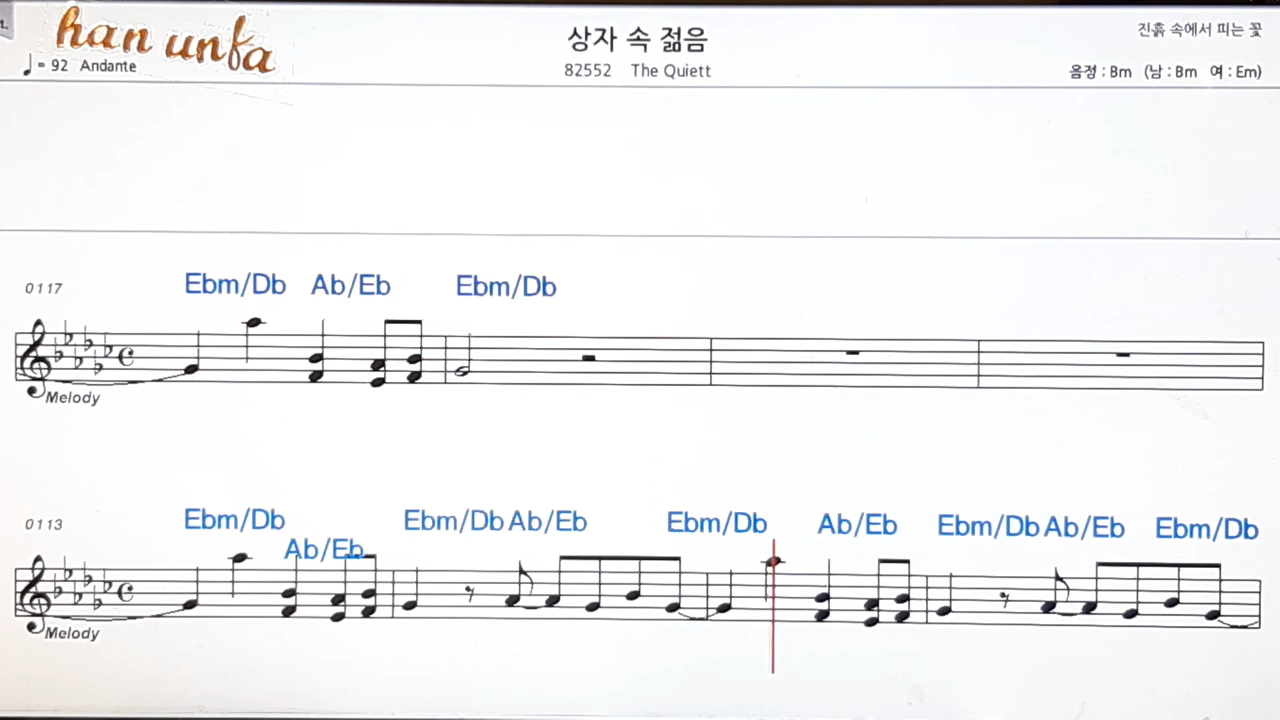 1.
han unfa
상자 속 젊음
진흙 속에서 피는 꽃
♩= 92 Andante
82552 The Quiett
음정 : Bm (남 : Bm 여 : Em)
0117
Ebm/Db Ab/Eb Ebm/Db
Melody
0113
Ebm/Db Ab/Eb Ebm/Db Ab/Eb Ebm/Db Ab/Eb Ebm/Db Ab/Eb Ebm/Db
Melody